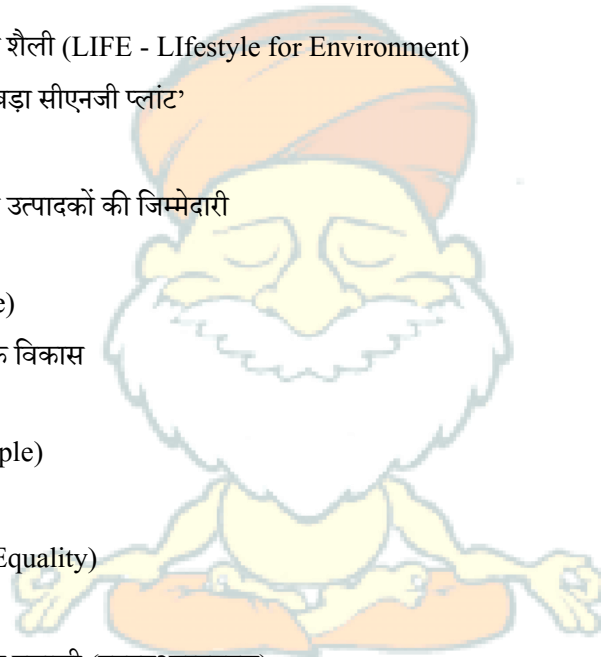 शैली (LIFE - LIfestyle for Environment)
बड़ा सीएनजी प्लांट’
उत्पादकों की जिम्मेदारी
e)
विकास
ple)
Equality)